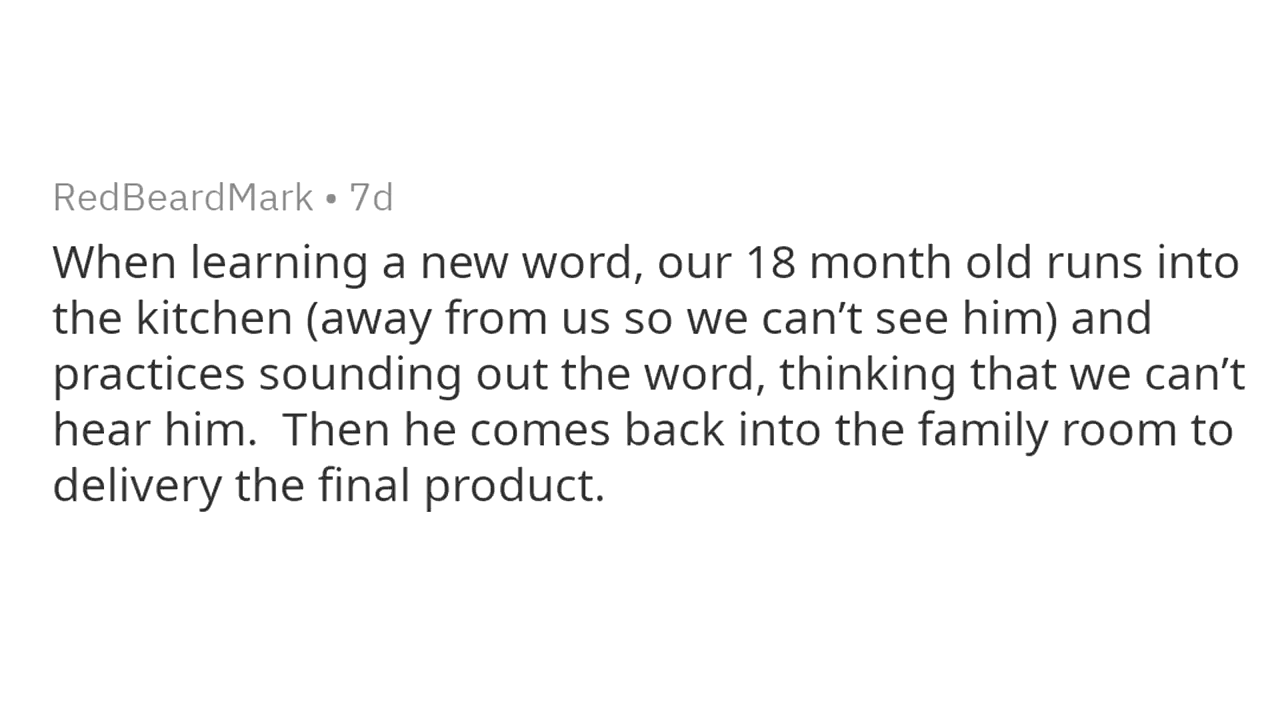 RedBeardMark • 7d
When learning a new word, our 18 month old runs into
the kitchen (away from us so we can’t see him) and
practices sounding out the word, thinking that we can’t
hear him.  Then he comes back into the family room to
delivery the final product.